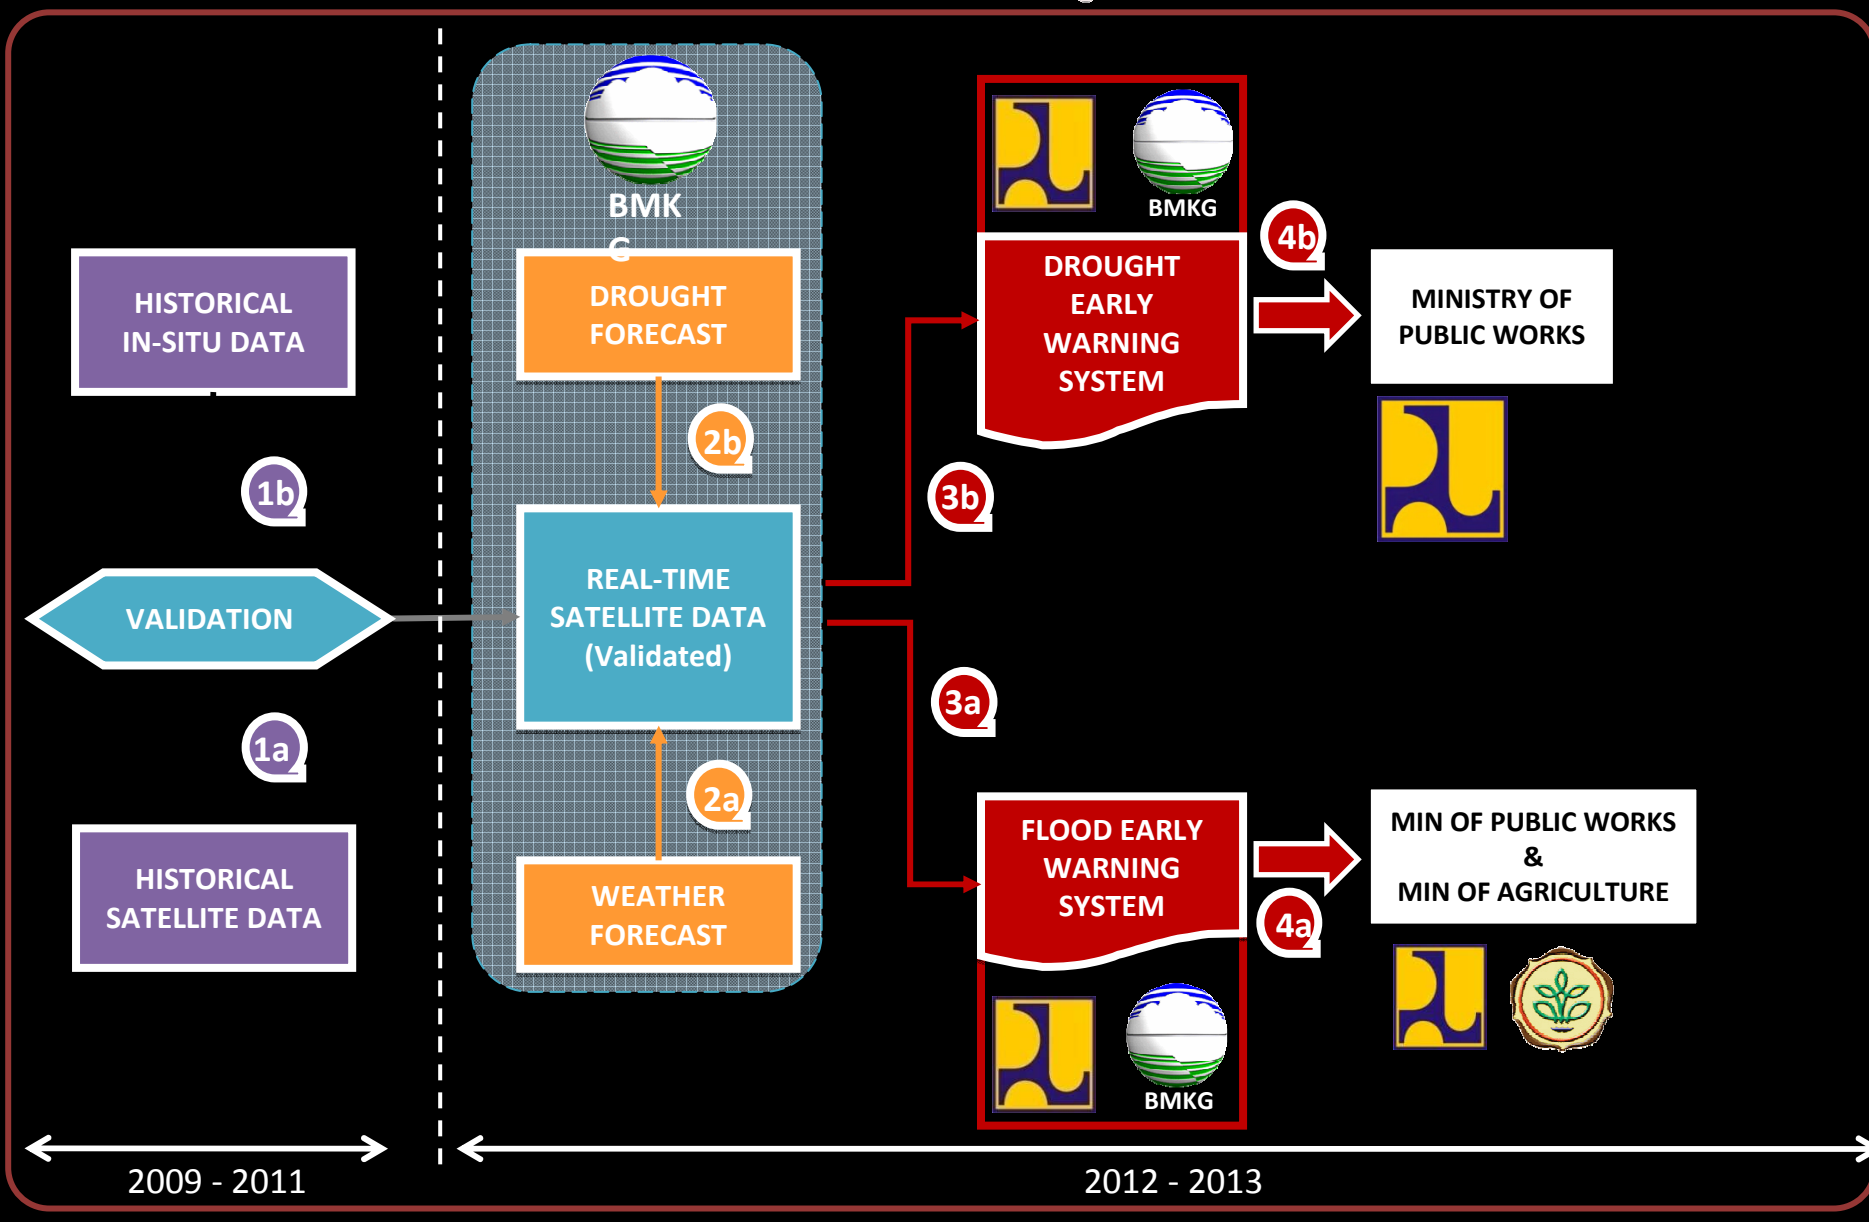 HISTORICAL
IN-SITU DATA
1b
VALIDATION
1a
HISTORICAL
SATELLITE DATA
2009 - 2011
BMK
G
DROUGHT
FORECAST
2b
REAL-TIME
SATELLITE DATA
(Validated)
2a
WEATHER
FORECAST
3b
3a
BMKG
DROUGHT
EARLY
WARNING
SYSTEM
4b
MINISTRY OF
PUBLIC WORKS
FLOOD EARLY
WARNING
SYSTEM
4a
BMKG
MIN OF PUBLIC WORKS
&
MIN OF AGRICULTURE
2012 - 2013